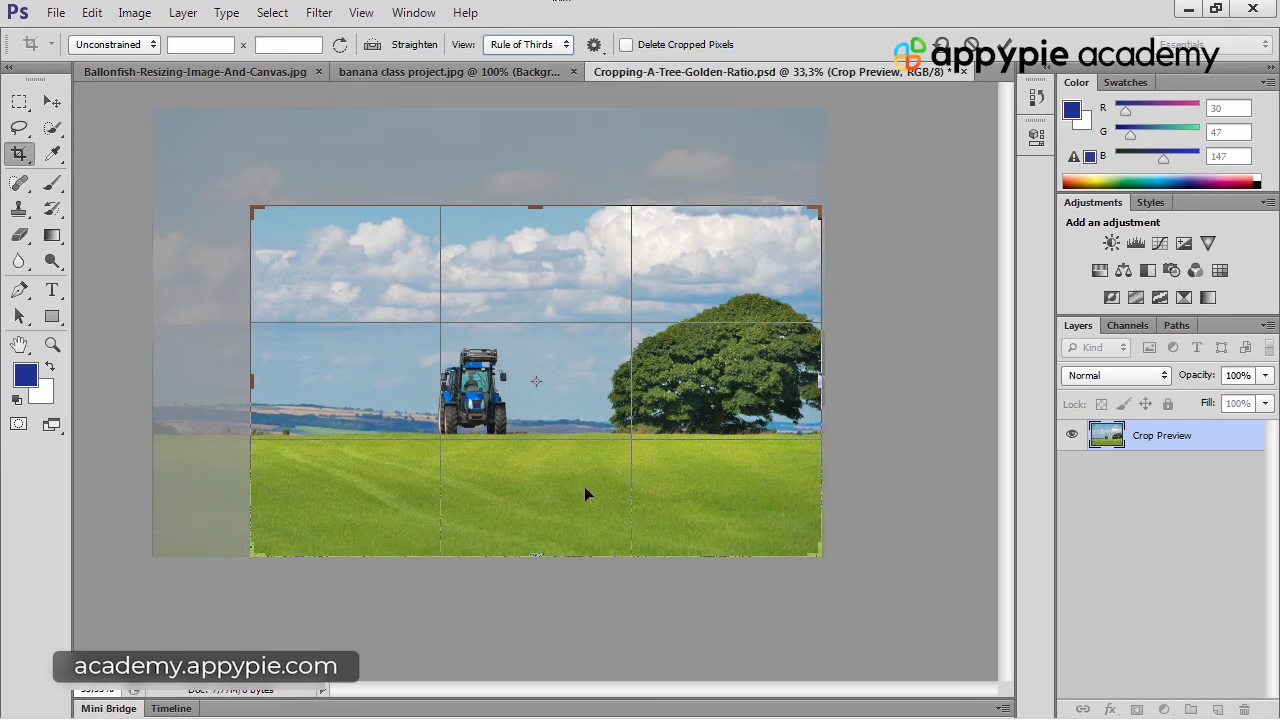 Ps File Edit Image Layer Type Select Filter View Window Help
Unconstrained x Straighten View: Rule of Thirds Delete Cropped Pixels Essentials
appypie academy
Ballonfish-Resizing-Image-And-Canvas.jpg × banana class project.jpg @ 100% (Backgr... × Cropping-A-Tree-Golden-Ratio.psd @ 33,3% (Crop Preview, RGB/8) * ×
Color Swatches
R 30
G 47
B 147
Adjustments Styles
Add an adjustment
Layers Channels Paths
Kind
Normal Opacity: 100%
Lock: Fill: 100%
Crop Preview
academy.appypie.com
Mini Bridge Timeline